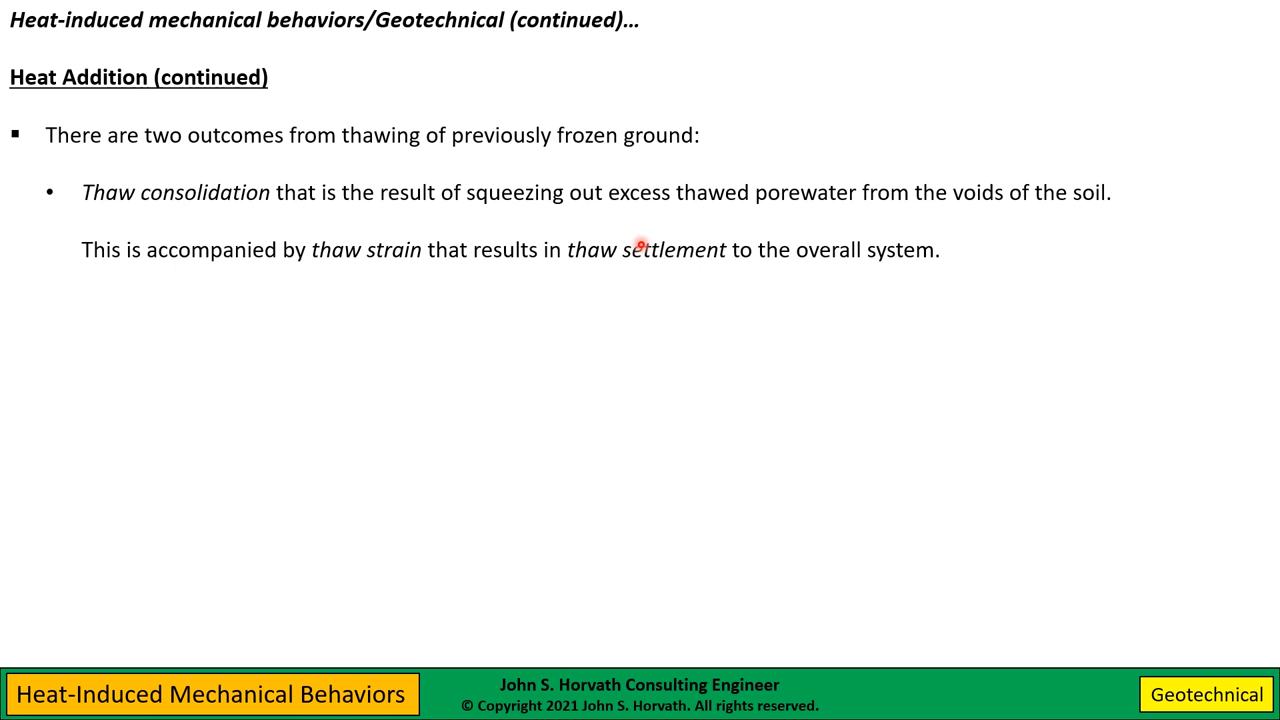 Heat-induced mechanical behaviors/Geotechnical (continued)…
Heat Addition (continued)
▪ There are two outcomes from thawing of previously frozen ground:
• Thaw consolidation that is the result of squeezing out excess thawed porewater from the voids of the soil.
This is accompanied by thaw strain that results in thaw settlement to the overall system.
Heat-Induced Mechanical Behaviors
John S. Horvath Consulting Engineer
© Copyright 2021 John S. Horvath. All rights reserved.
Geotechnical